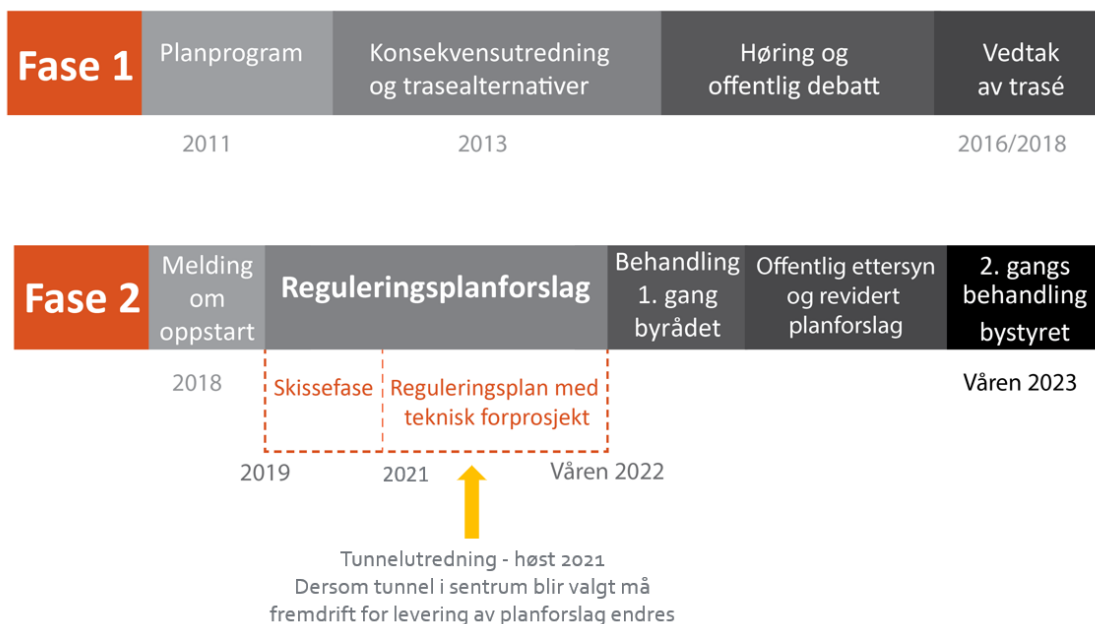 Fase 1
Planprogram
Konsekvensutredning
og trasealternativer
Høring og
offentlig debatt
Vedtak
av trasé
2011
2013
2016/2018
Fase 2
Melding
om
oppstart
Reguleringsplanforslag
Behandling
1. gang
byrådet
Offentlig ettersyn
og revidert
planforslag
2. gangs
behandling
bystyret
2018
Skissefase
Reguleringsplan med
teknisk forprosjekt
Våren 2023
2019
2021
Våren 2022
Tunnelutredning - høst 2021
Dersom tunnel i sentrum blir valgt må
fremdrift for levering av planforslag endres